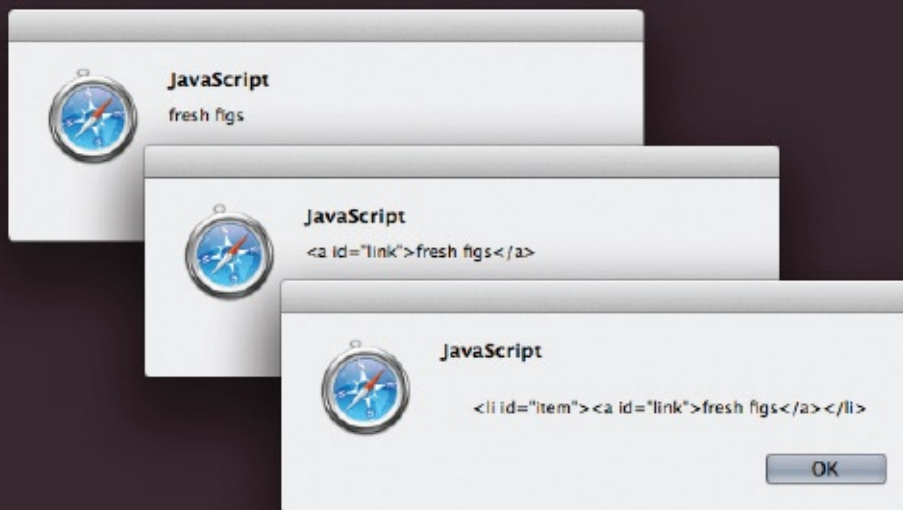 JavaScript
fresh figs
JavaScript
<a id="link">fresh figs</a>
JavaScript
<li id="item"><a id="link">fresh figs</a></li>
OK